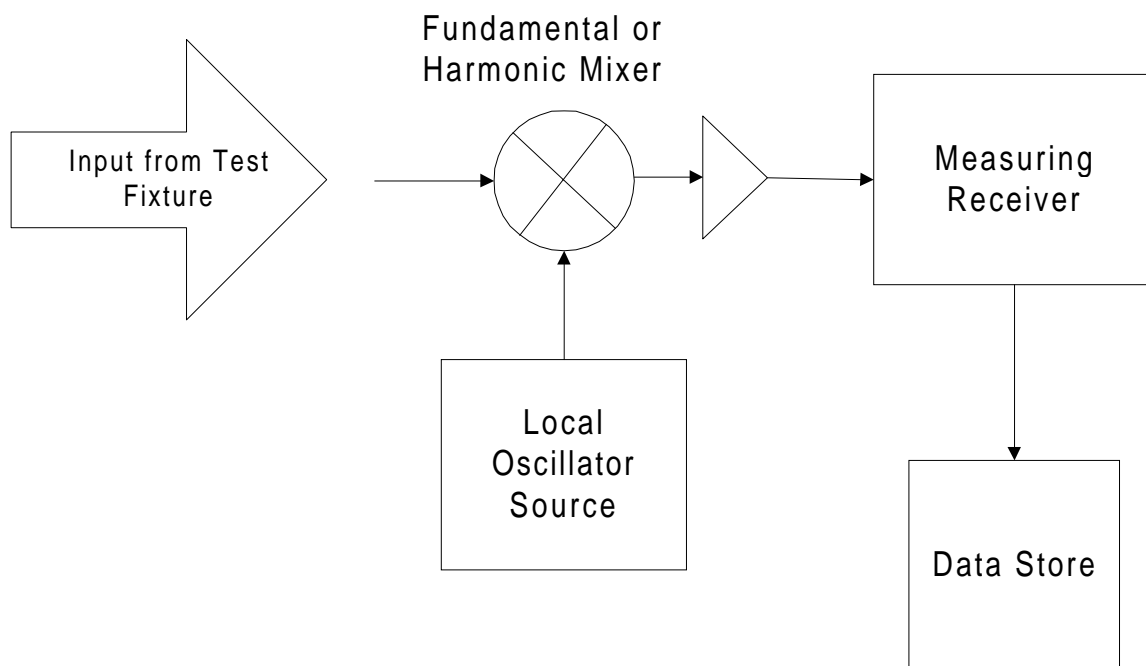 Fundamental or
Harmonic Mixer
Input from Test
Fixture
Measuring
Receiver
Local
Oscillator
Source
Data Store